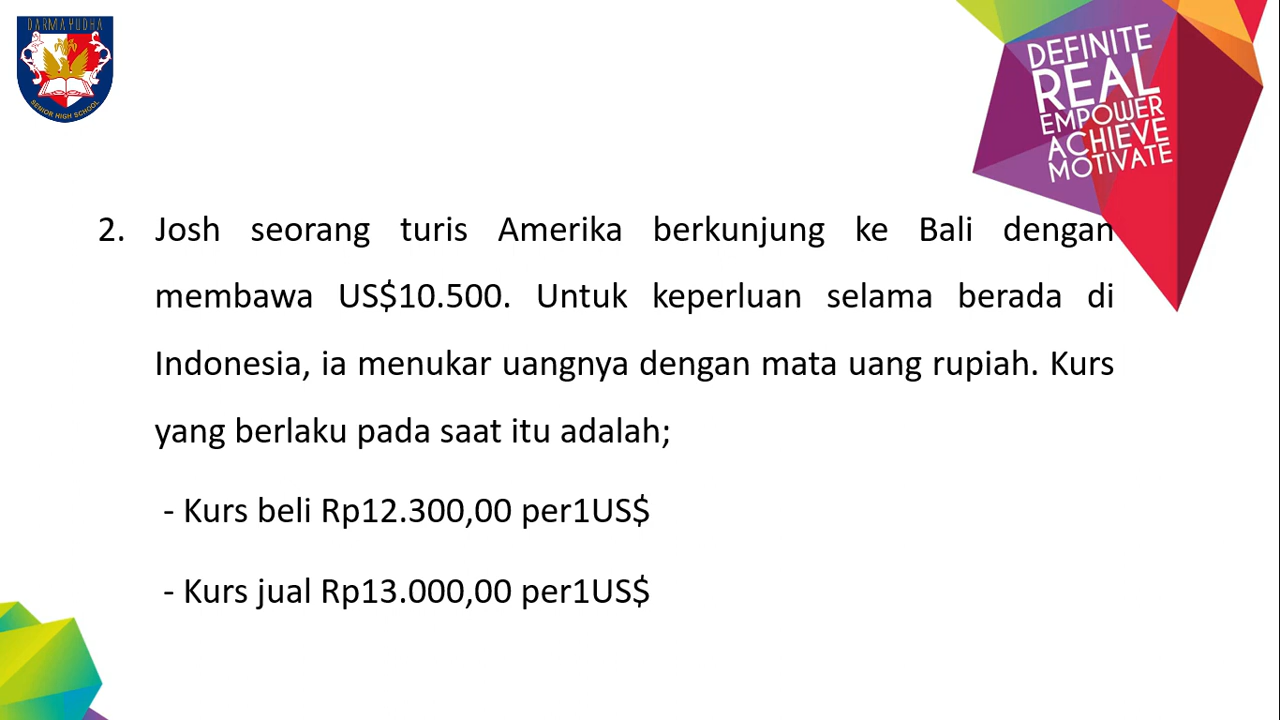 DARMAYUDHA
SENIOR HIGH SCHOOL
DEFINITE
REAL
EMPOWER
ACHIEVE
MOTIVATE
2. Josh seorang turis Amerika berkunjung ke Bali dengan
membawa US$10.500. Untuk keperluan selama berada di
Indonesia, ia menukar uangnya dengan mata uang rupiah. Kurs
yang berlaku pada saat itu adalah;
- Kurs beli Rp12.300,00 per1US$
- Kurs jual Rp13.000,00 per1US$